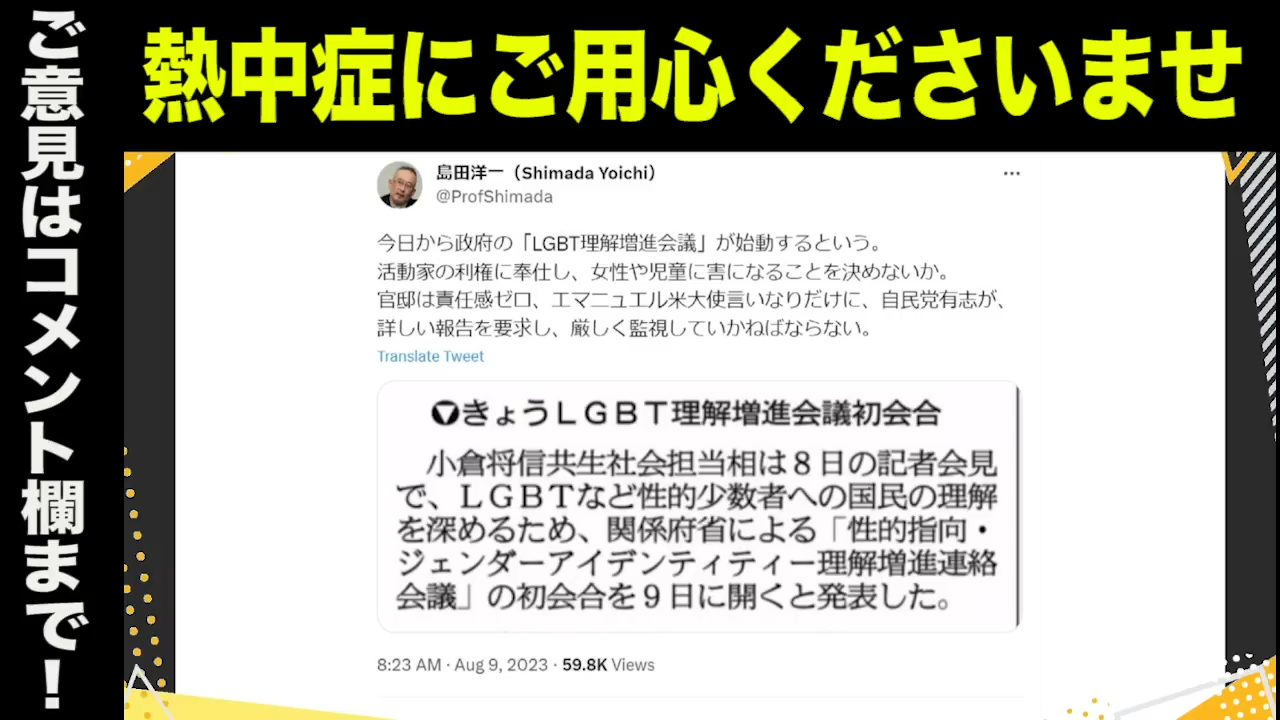 ご意見はコメント欄まで!
熱中症にご用心くださいませ
島田洋一（Shimada Yoichi）
@ProfShimada
今日から政府の「LGBT理解増進会議」が始動するという。
活動家の利権に奉仕し、女性や児童に害になることを決めないか。
官邸は責任感ゼロ、エマニュエル米大使言いなりだけに、自民党有志が、
詳しい報告を要求し、厳しく監視していかねばならない。
Translate Tweet
▼きょうＬＧＢＴ理解増進会議初会合
小倉将信共生社会担当相は８日の記者会見
で、ＬＧＢＴなど性的少数者への国民の理解
を深めるため、関係府省による「性的指向・
ジェンダーアイデンティティー理解増進連絡
会議」の初会合を９日に開くと発表した。
8:23 AM · Aug 9, 2023 · 59.8K Views